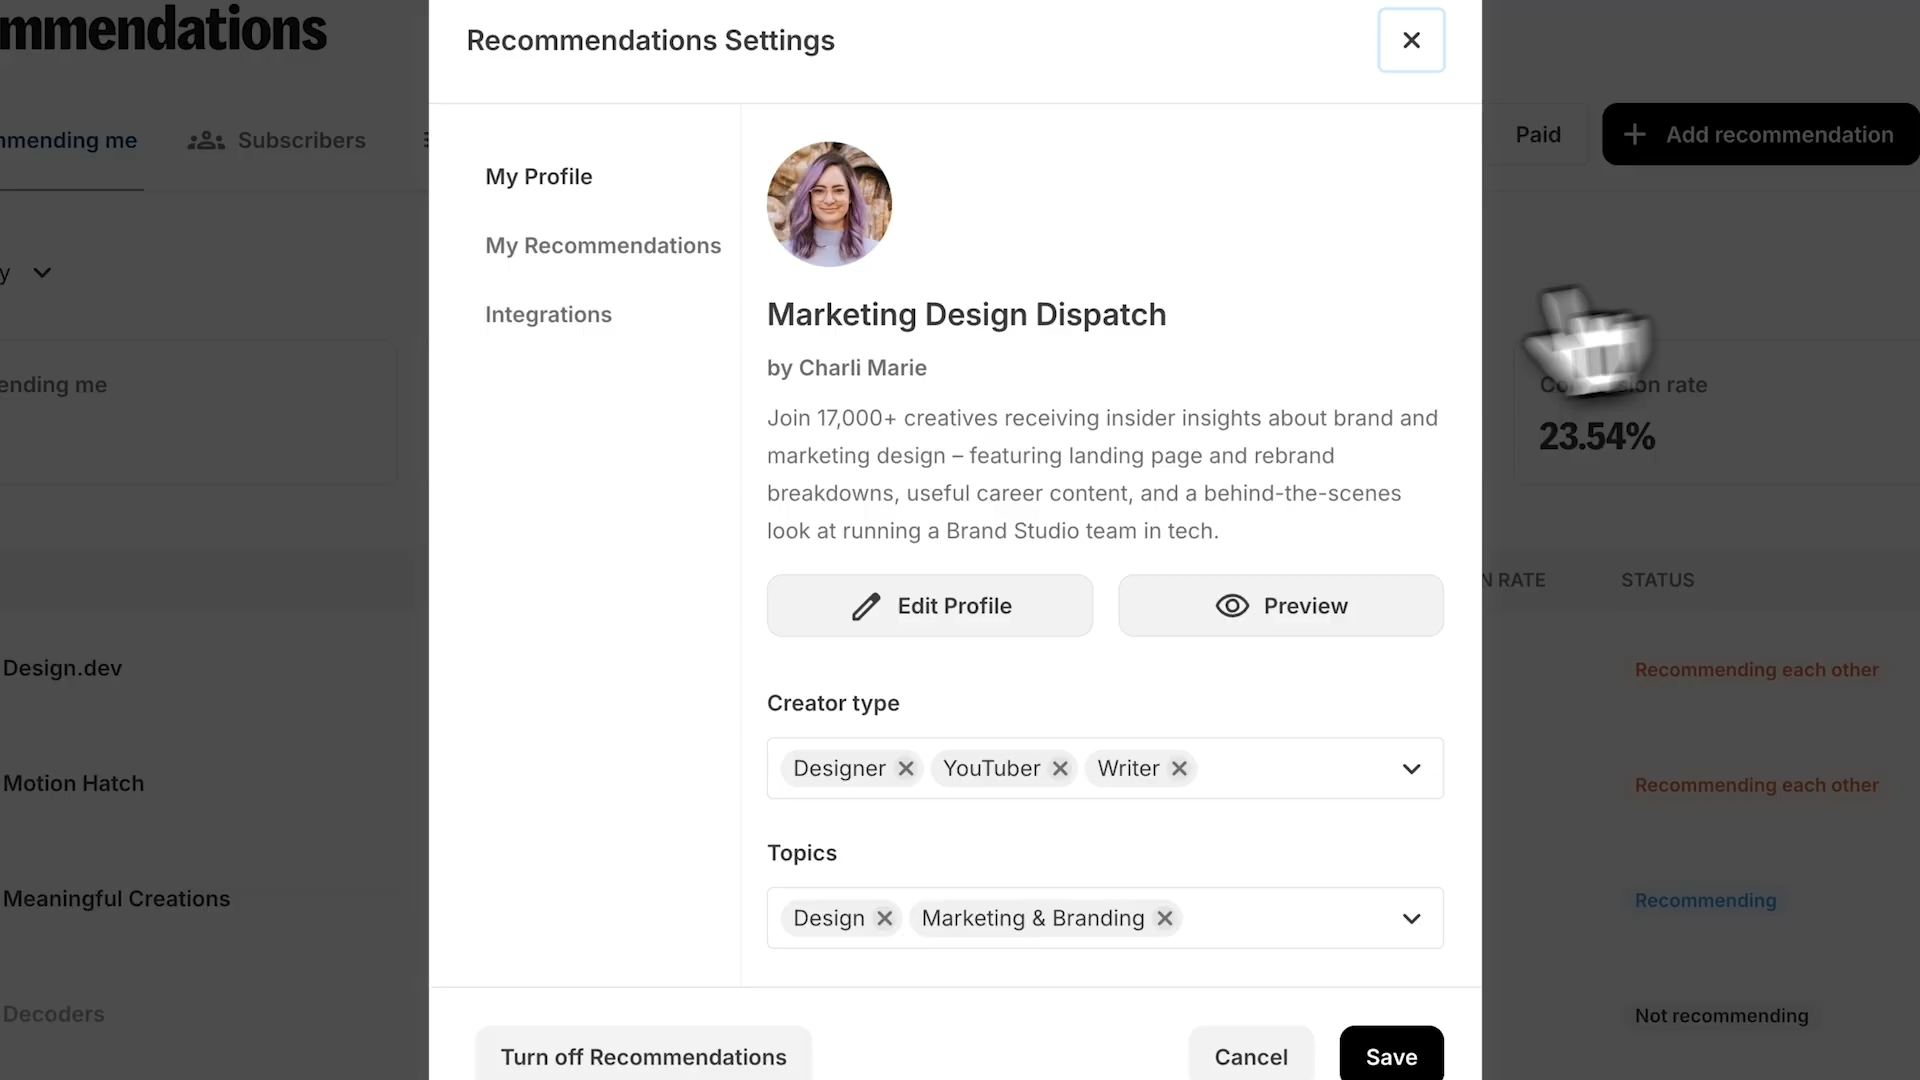 mmendations
Recommendations Settings
mmending me
Subscribers
Paid
Add recommendation
My Profile
My Recommendations
Integrations
y
ending me
Marketing Design Dispatch
by Charli Marie
Join 17,000+ creatives receiving insider insights about brand and
marketing design – featuring landing page and rebrand
breakdowns, useful career content, and a behind-the-scenes
look at running a Brand Studio team in tech.
Edit Profile
Preview
rate
23.54%
N RATE
STATUS
Creator type
Designer
YouTuber
Writer
Topics
Design
Marketing & Branding
Design.dev
Recommending each other
Motion Hatch
Recommending each other
Meaningful Creations
Recommending
Decoders
Not recommending
Turn off Recommendations
Cancel
Save